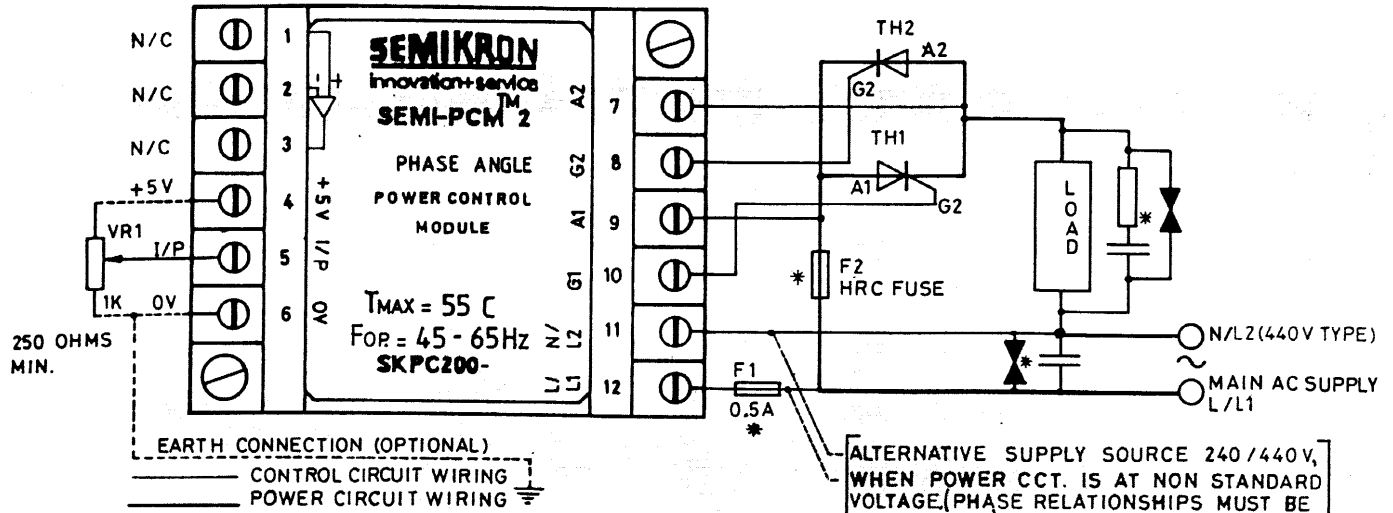 N/C
N/C
N/C
+5V
VR1
I/P
1K
0V
250 OHMS
MIN.
1
2
3
4
5
6
+
-
+5V
I/P
0V
SEMIKRON
innovation+service
SEMI-PCM™ 2
PHASE ANGLE
POWER CONTROL
MODULE
TMAX = 55 C
FOP. = 45 - 65Hz
SKPC200-
A2
G2
A1
G1
N/
L2
L/
L1
7
8
9
10
11
12
TH2
A2
G2
TH1
A1
G2
LOAD
*
*
F2
HRC FUSE
*
N/L2(440V TYPE)
~
MAIN AC SUPPLY
L/L1
F1
0.5A
*
EARTH CONNECTION (OPTIONAL)
CONTROL CIRCUIT WIRING
POWER CIRCUIT WIRING
ALTERNATIVE SUPPLY SOURCE 240/440V,
WHEN POWER CCT. IS AT NON STANDARD
VOLTAGE.(PHASE RELATIONSHIPS MUST BE